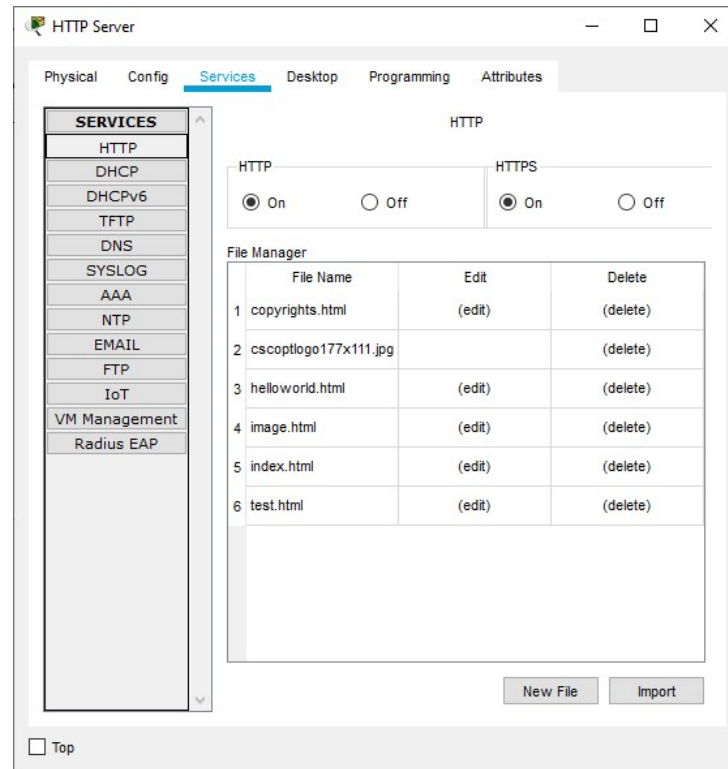 HTTP Server
Physical Config Services Desktop Programming Attributes
SERVICES
HTTP
DHCP
DHCPv6
TFTP
DNS
SYSLOG
AAA
NTP
EMAIL
FTP
IoT
VM Management
Radius EAP
HTTP
HTTP HTTPS
On Off On Off
File Manager
File Name Edit Delete
1 copyrights.html (edit) (delete)
2 cscoptlogo177x111.jpg (delete)
3 helloworld.html (edit) (delete)
4 image.html (edit) (delete)
5 index.html (edit) (delete)
6 test.html (edit) (delete)
New File Import
Top